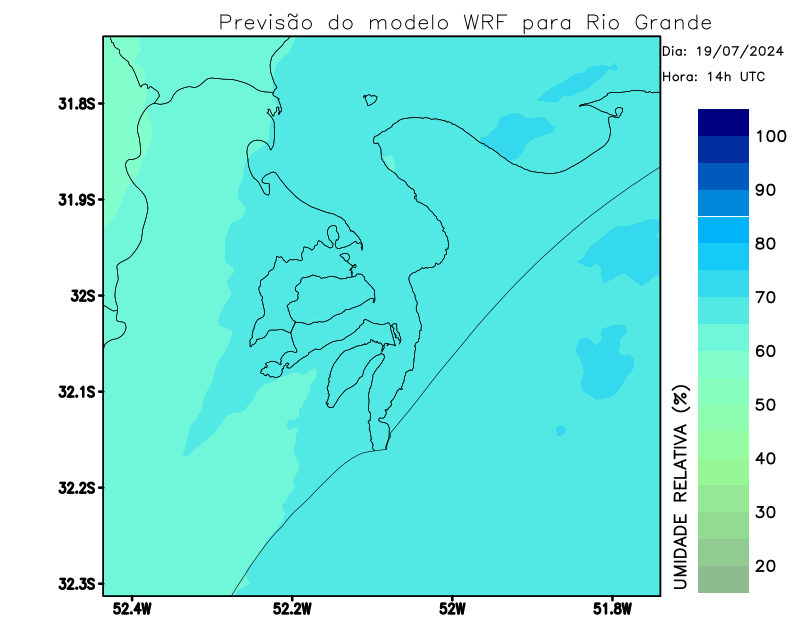 Previsão do modelo WRF para Rio Grande
Dia: 19/07/2024
Hora: 14h UTC
31.8S
31.9S
32S
32.1S
32.2S
32.3S
52.4W
52.2W
52W
51.8W
100
90
80
70
60
50
40
30
20
UMIDADE RELATIVA (%)